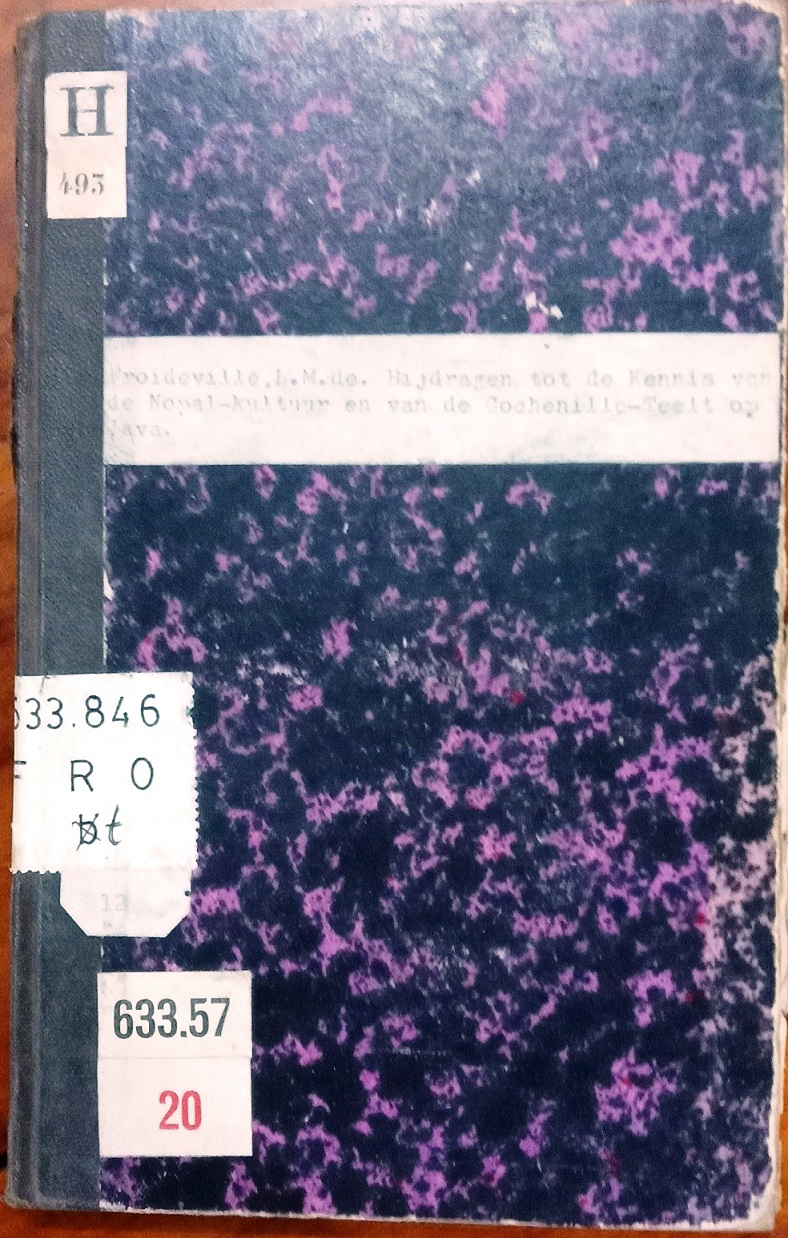 H
493
Froideville, L.M.de. Bijdragen tot de Kennis van
de Nopal-kultuur en van de Cochenille-Teelt op
Java.
633.846
F R O
t
12
633.57
20